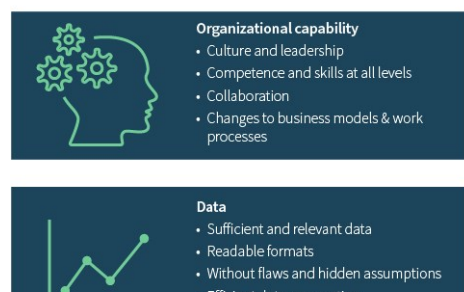 Organizational capability
• Culture and leadership
• Competence and skills at all levels
• Collaboration
• Changes to business models & work
processes
Data
• Sufficient and relevant data
• Readable formats
• Without flaws and hidden assumptions